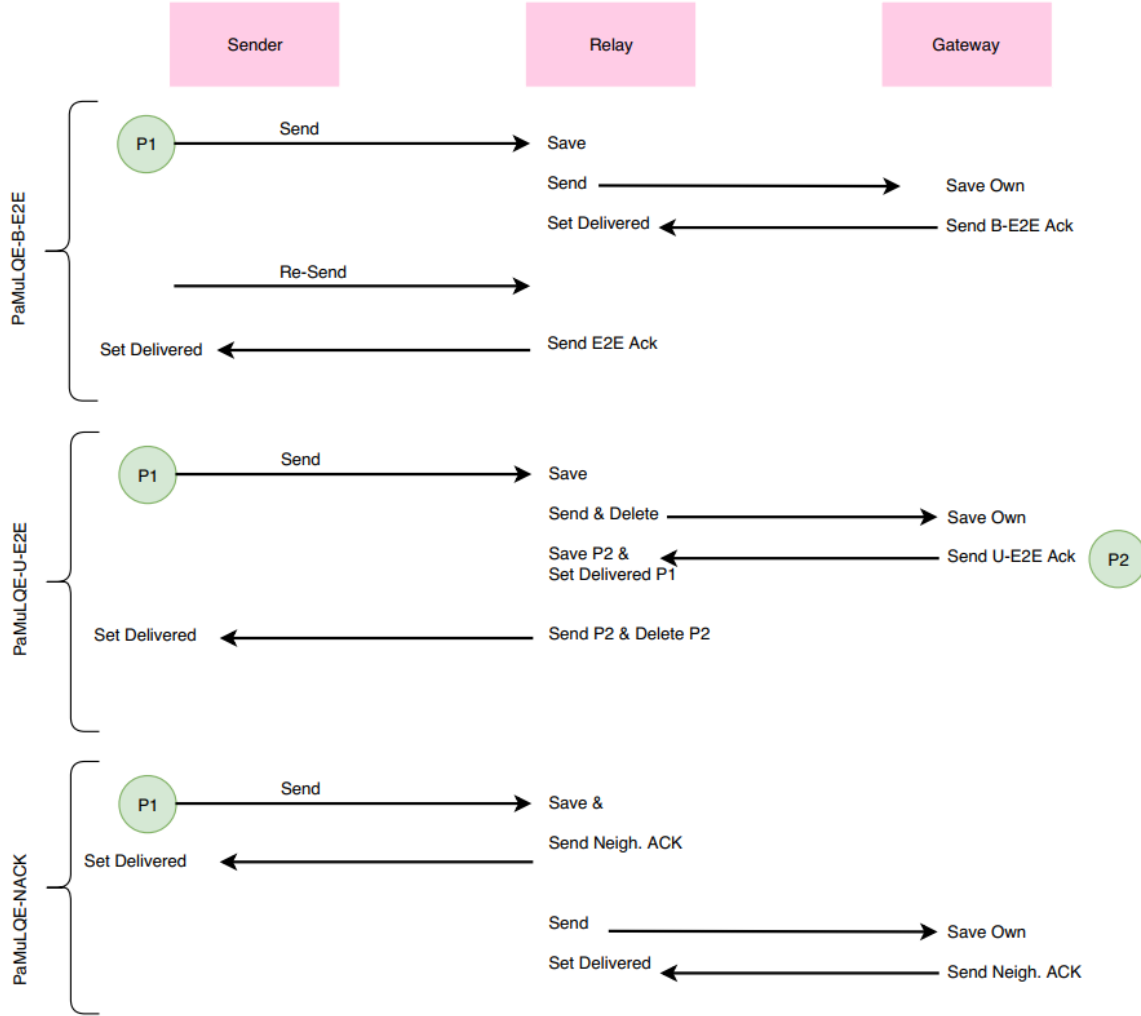 Sender
Relay
Gateway
PaMuLQE-B-E2E
P1
Send
Save
Send
Save Own
Set Delivered
Send B-E2E Ack
Re-Send
Set Delivered
Send E2E Ack
PaMuLQE-U-E2E
P1
Send
Save
Send & Delete
Save Own
Save P2 &
Set Delivered P1
Send U-E2E Ack
P2
Set Delivered
Send P2 & Delete P2
PaMuLQE-NACK
P1
Send
Save &
Send Neigh. ACK
Set Delivered
Send
Save Own
Set Delivered
Send Neigh. ACK